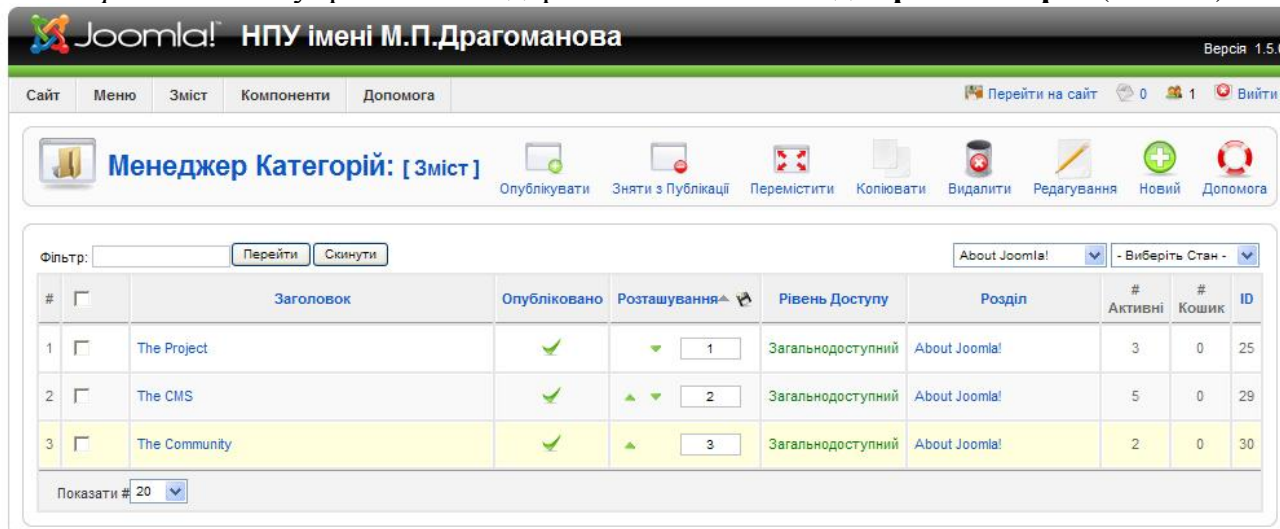 Joomla! НПУ імені М.П.Драгоманова
Версія 1.5.
Сайт Меню Зміст Компоненти Допомога Перейти на сайт 0 1 Вийти
Менеджер Категорій: [ Зміст ]
Опублікувати Зняти з Публікації Перемістити Копіювати Видалити Редагування Новий Допомога
Фільтр: Перейти Скинути About Joomla! - Виберіть Стан -
# Заголовок Опубліковано Розташування Рівень Доступу Розділ # Активні # Кошик ID
1 The Project 1 Загальнодоступний About Joomla! 3 0 25
2 The CMS 2 Загальнодоступний About Joomla! 5 0 29
3 The Community 3 Загальнодоступний About Joomla! 2 0 30
Показати # 20